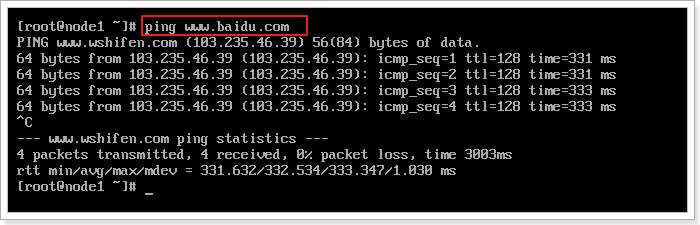 [root@node1 ~]# ping www.baidu.com
PING www.wshifen.com (103.235.46.39) 56(84) bytes of data.
64 bytes from 103.235.46.39 (103.235.46.39): icmp_seq=1 ttl=128 time=331 ms
64 bytes from 103.235.46.39 (103.235.46.39): icmp_seq=2 ttl=128 time=331 ms
64 bytes from 103.235.46.39 (103.235.46.39): icmp_seq=3 ttl=128 time=333 ms
64 bytes from 103.235.46.39 (103.235.46.39): icmp_seq=4 ttl=128 time=333 ms
^C
--- www.wshifen.com ping statistics ---
4 packets transmitted, 4 received, 0% packet loss, time 3003ms
rtt min/avg/max/mdev = 331.632/332.534/333.347/1.030 ms
[root@node1 ~]# _